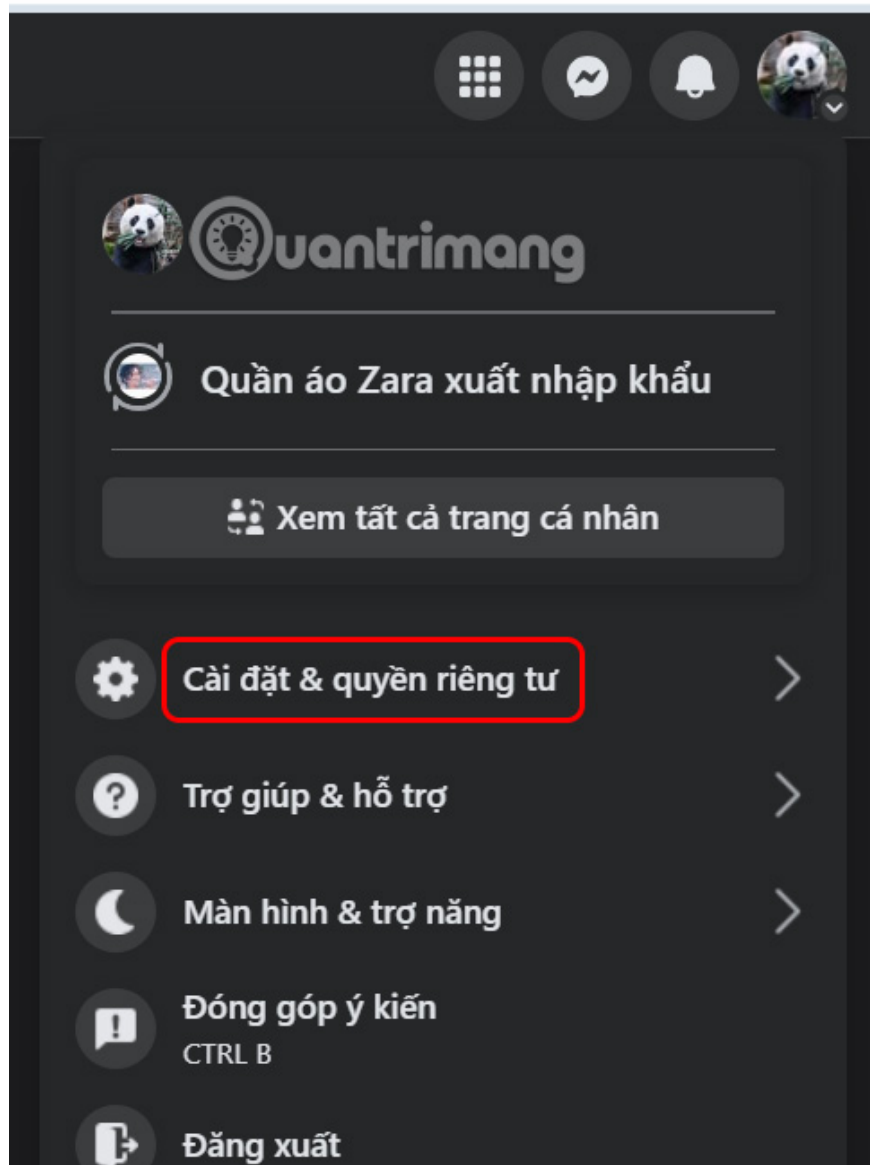 Quantrimang
Quần áo Zara xuất nhập khẩu
Xem tất cả trang cá nhân
Cài đặt & quyền riêng tư
Trợ giúp & hỗ trợ
Màn hình & trợ năng
Đóng góp ý kiến
CTRL B
Đăng xuất